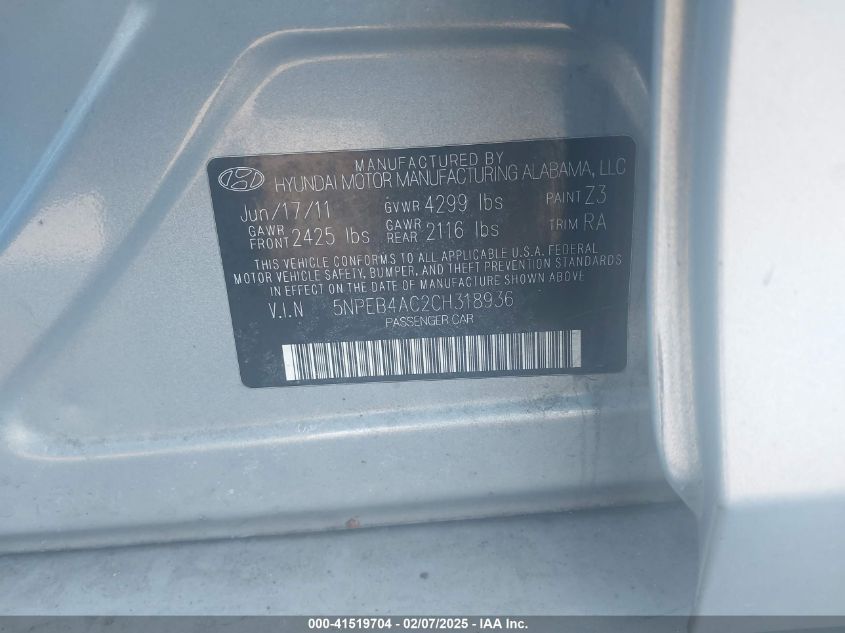 MANUFACTURED BY
HYUNDAI MOTOR MANUFACTURING ALABAMA, LLC
Jun/17/11 GVWR 4299 lbs PAINT Z3
GAWR FRONT 2425 lbs GAWR REAR 2116 lbs TRIM RA
THIS VEHICLE CONFORMS TO ALL APPLICABLE U.S.A. FEDERAL
MOTOR VEHICLE SAFETY, BUMPER, AND THEFT PREVENTION STANDARDS
IN EFFECT ON THE DATE OF MANUFACTURE SHOWN ABOVE.
V.I.N 5NPEB4AC2CH318936
PASSENGER CAR
000-41519704 - 02/07/2025 - IAA Inc.